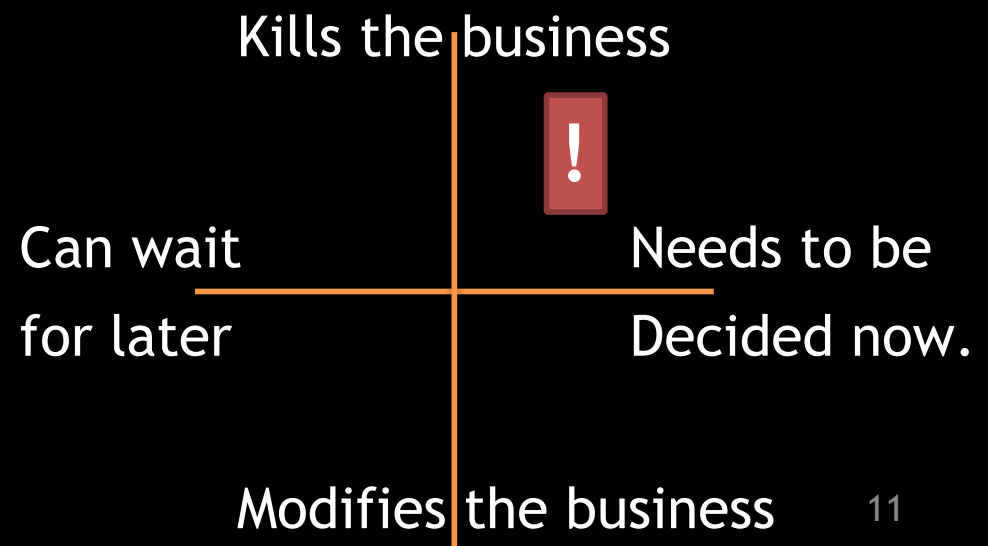 Kills the business
!
Can wait
for later
Needs to be
Decided now.
Modifies the business
11